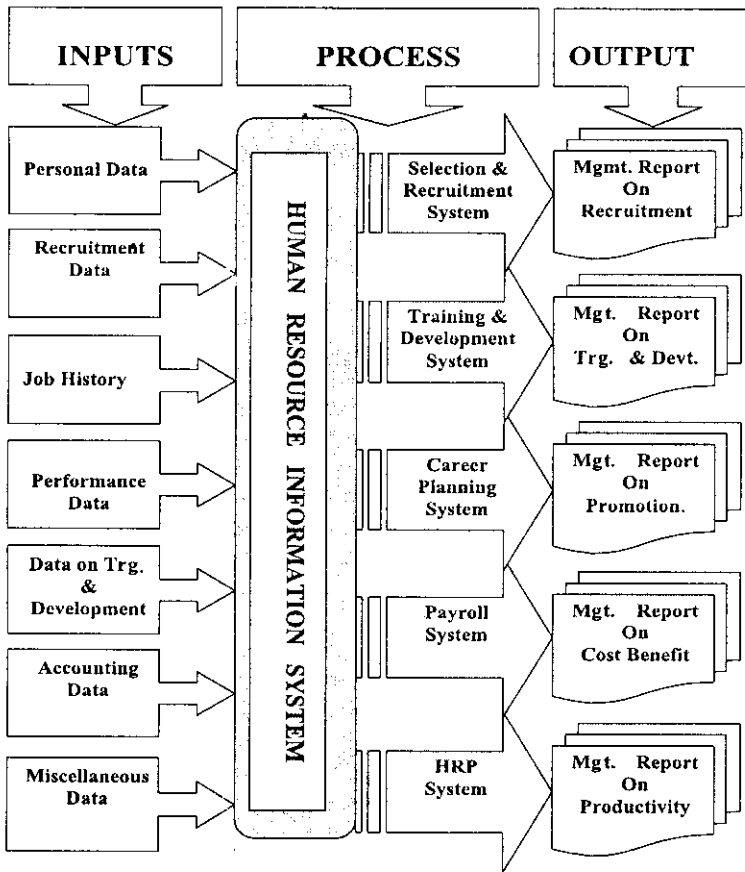 INPUTS
PROCESS
OUTPUT
Personal Data
Recruitment
Data
Job History
Performance
Data
Data on Trg.
&
Development
Accounting
Data
Miscellaneous
Data
HUMAN RESOURCE INFORMATION SYSTEM
Selection &
Recruitment
System
Training &
Development
System
Career
Planning
System
Payroll
System
HRP
System
Mgmt. Report
On
Recruitment
Mgt. Report
On
Trg. & Devt.
Mgt. Report
On
Promotion.
Mgt. Report
On
Cost Benefit
Mgt. Report
On
Productivity